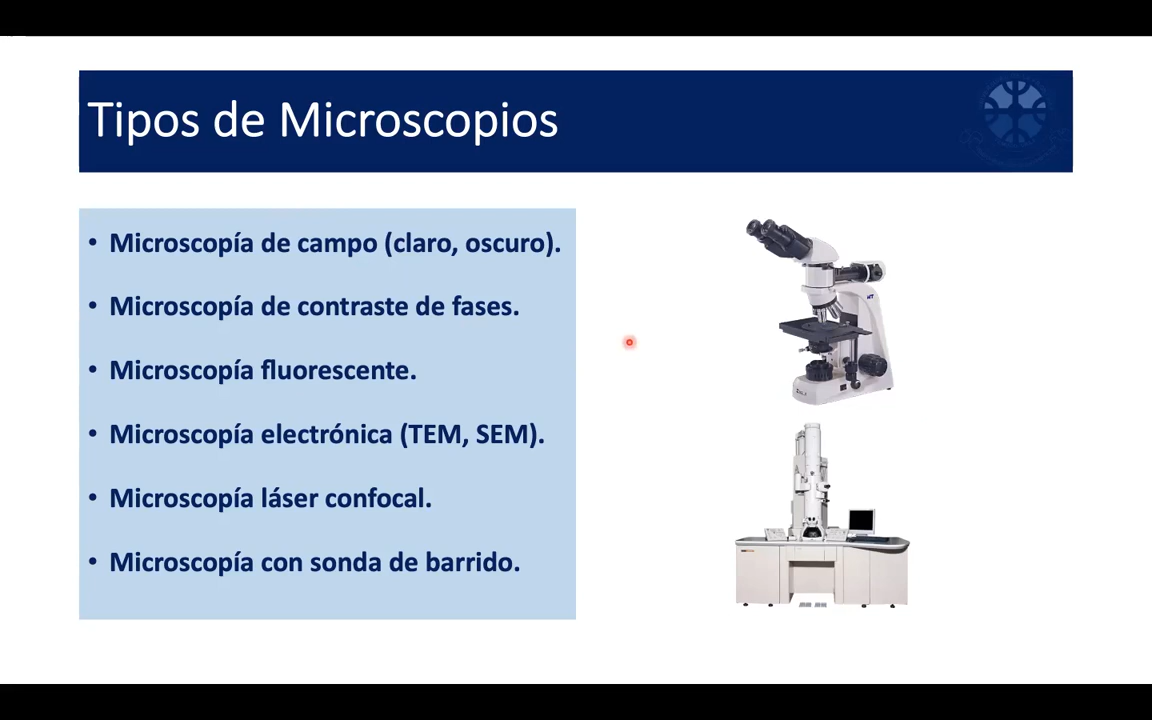 Tipos de Microscopios
• Microscopía de campo (claro, oscuro).
• Microscopía de contraste de fases.
• Microscopía fluorescente.
• Microscopía electrónica (TEM, SEM).
• Microscopía láser confocal.
• Microscopía con sonda de barrido.